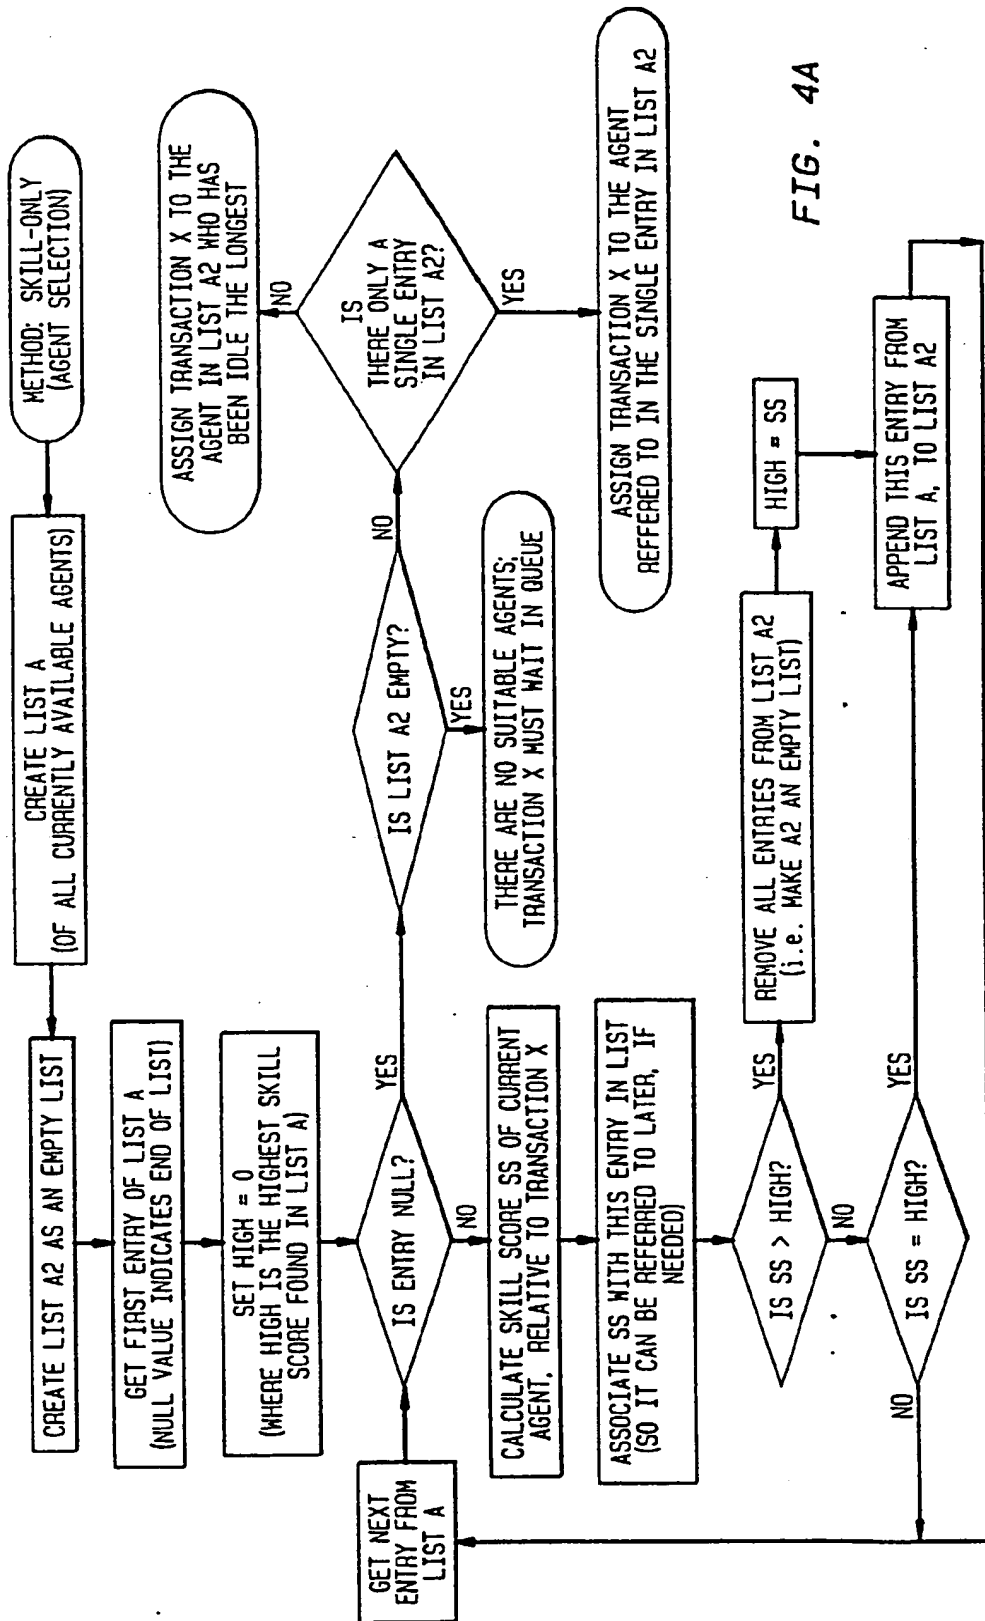 METHOD: SKILL-ONLY
(AGENT SELECTION)
CREATE LIST A
(OF ALL CURRENTLY AVAILABLE AGENTS)
CREATE LIST A2 AS AN EMPTY LIST
GET FIRST ENTRY OF LIST A
(NULL VALUE INDICATES END OF LIST)
SET HIGH = 0
(WHERE HIGH IS THE HIGHEST SKILL
SCORE FOUND IN LIST A)
GET NEXT
ENTRY FROM
LIST A
IS ENTRY NULL?
YES
NO
IS LIST A2 EMPTY?
NO
YES
THERE ARE NO SUITABLE AGENTS;
TRANSACTION X MUST WAIT IN QUEUE
IS
THERE ONLY A
SINGLE ENTRY
IN LIST A2?
NO
YES
ASSIGN TRANSACTION X TO THE
AGENT IN LIST A2 WHO HAS
BEEN IDLE THE LONGEST
ASSIGN TRANSACTION X TO THE AGENT
REFFERED TO IN THE SINGLE ENTRY IN LIST A2
CALCULATE SKILL SCORE SS OF CURRENT
AGENT, RELATIVE TO TRANSACTION X
ASSOCIATE SS WITH THIS ENTRY IN LIST
(SO IT CAN BE REFERRED TO LATER, IF
NEEDED)
IS SS > HIGH?
YES
NO
REMOVE ALL ENTRIES FROM LIST A2
(i.e. MAKE A2 AN EMPTY LIST)
HIGH = SS
IS SS = HIGH?
YES
NO
APPEND THIS ENTRY FROM
LIST A, TO LIST A2
FIG. 4A